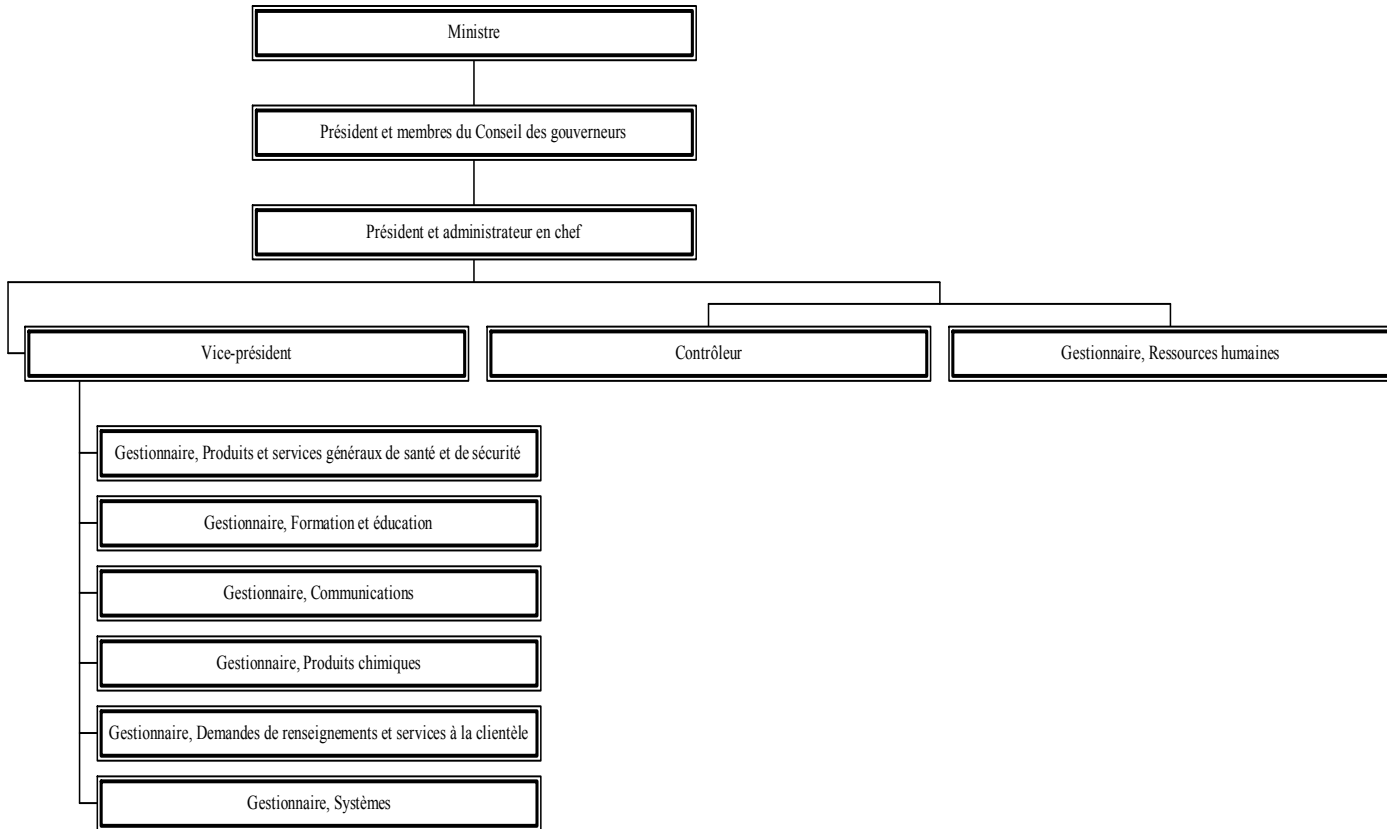 Ministre
Président et membres du Conseil des gouverneurs
Président et administrateur en chef
Vice-président
Contrôleur
Gestionnaire, Ressources humaines
Gestionnaire, Produits et services généraux de santé et de sécurité
Gestionnaire, Formation et éducation
Gestionnaire, Communications
Gestionnaire, Produits chimiques
Gestionnaire, Demandes de renseignements et services à la clientèle
Gestionnaire, Systèmes